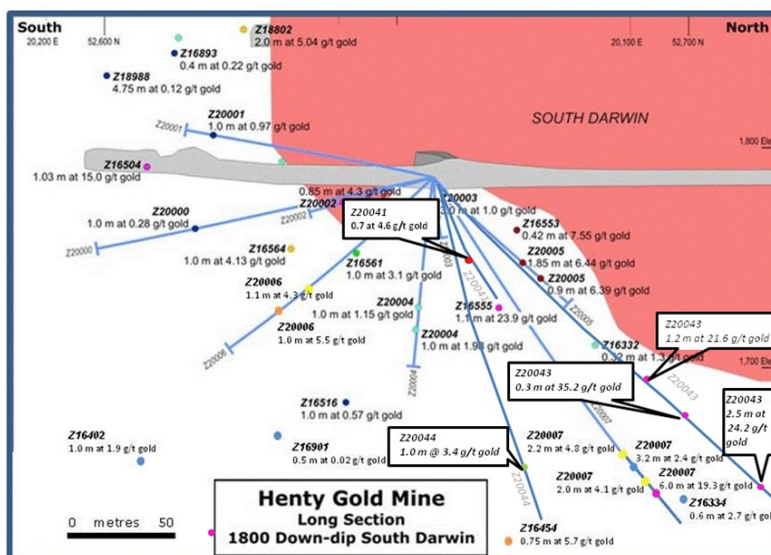 South
North
20,200 E
52,600 N
20,100 E
52,700 N
Z18802
2.0 m at 5.04 g/t gold
Z16893
0.4 m at 0.22 g/t gold
Z18988
4.75 m at 0.12 g/t gold
SOUTH DARWIN
Z20001
1.0 m at 0.97 g/t gold
Z20001
1,800 Ele
Z16504
1.03 m at 15.0 g/t gold
0.85 m at 4.3 g/t gold
Z20002
Z20002
Z20003
3.0 m at 1.0 g/t gold
Z20003
Z20041
0.7 at 4.6 g/t gold
Z20000
1.0 m at 0.28 g/t gold
Z20000
Z16553
0.42 m at 7.55 g/t gold
Z16564
1.0 m at 4.13 g/t gold
Z16561
1.0 m at 3.1 g/t gold
Z20005
1.85 m at 6.44 g/t gold
Z20005
0.9 m at 6.39 g/t gold
Z20005
Z20006
1.1 m at 4.3 g/t gold
Z20006
1.0 m at 5.5 g/t gold
Z20006
Z20004
1.0 m at 1.15 g/t gold
Z20004
1.0 m at 1.98 g/t gold
Z20004
Z16555
1.1 m at 23.9 g/t gold
Z16332
0.32 m at 1.3 g/t gold
Z20043
1.2 m at 21.6 g/t gold
1,700 Ele
Z20043
0.3 m at 35.2 g/t gold
Z20043
Z20043
2.5 m at
24.2 g/t
gold
Z16516
1.0 m at 0.57 g/t gold
Z20007
Z16402
1.0 m at 1.9 g/t gold
Z16901
0.5 m at 0.02 g/t gold
Z20044
1.0 m @ 3.4 g/t gold
Z20044
Z20007
2.2 m at 4.8 g/t gold
Z20007
3.2 m at 2.4 g/t gold
Z20007
2.0 m at 4.1 g/t gold
Z20007
6.0 m at 19.3 g/t gold
Z16334
0.6 m at 2.7 g/t gold
Z16454
0.75 m at 5.7 g/t gold
Henty Gold Mine
Long Section
1800 Down-dip South Darwin
0 metres 50